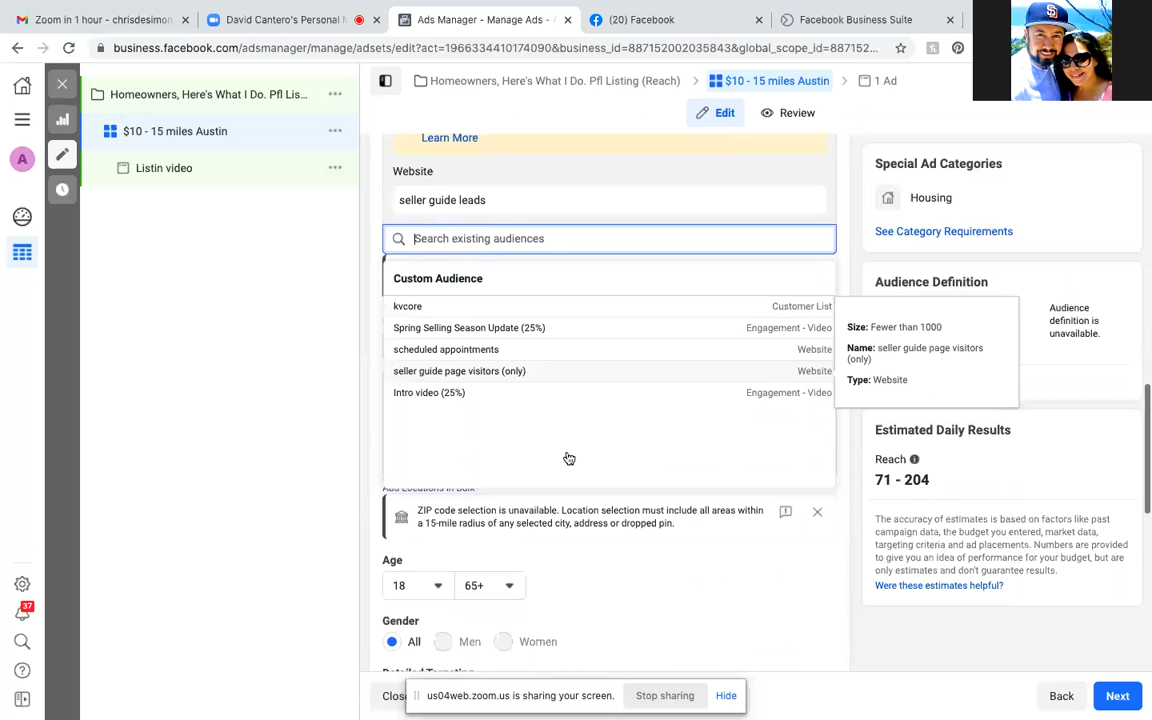 Zoom in 1 hour - chrisdesimon
David Cantero's Personal M
Ads Manager - Manage Ads - A
(20) Facebook
Facebook Business Suite
business.facebook.com/adsmanager/manage/adsets/edit?act=1966334410174090&business_id=887152002035843&global_scope_id=887152...
Homeowners, Here's What I Do. Pfl Lis...
$10 - 15 miles Austin
Listin video
A
37
Homeowners, Here's What I Do. Pfl Listing (Reach)
$10 - 15 miles Austin
1 Ad
Edit
Review
Learn More
Website
seller guide leads
Search existing audiences
Custom Audience
kvcore Customer List
Spring Selling Season Update (25%) Engagement - Video
scheduled appointments Website
seller guide page visitors (only) Website
Intro video (25%) Engagement - Video
Size: Fewer than 1000
Name: seller guide page visitors
(only)
Type: Website
Add Locations in Bulk
ZIP code selection is unavailable. Location selection must include all areas within
a 15-mile radius of any selected city, address or dropped pin.
Age
18
65+
Gender
All
Men
Women
Detailed Targeting
Clos
us04web.zoom.us is sharing your screen.
Stop sharing
Hide
Back
Next
Special Ad Categories
Housing
See Category Requirements
Audience Definition
Audience
definition is
unavailable.
Estimated Daily Results
Reach
71 - 204
The accuracy of estimates is based on factors like past
campaign data, the budget you entered, market data,
targeting criteria and ad placements. Numbers are provided
to give you an idea of performance for your budget, but are
only estimates and don't guarantee results.
Were these estimates helpful?